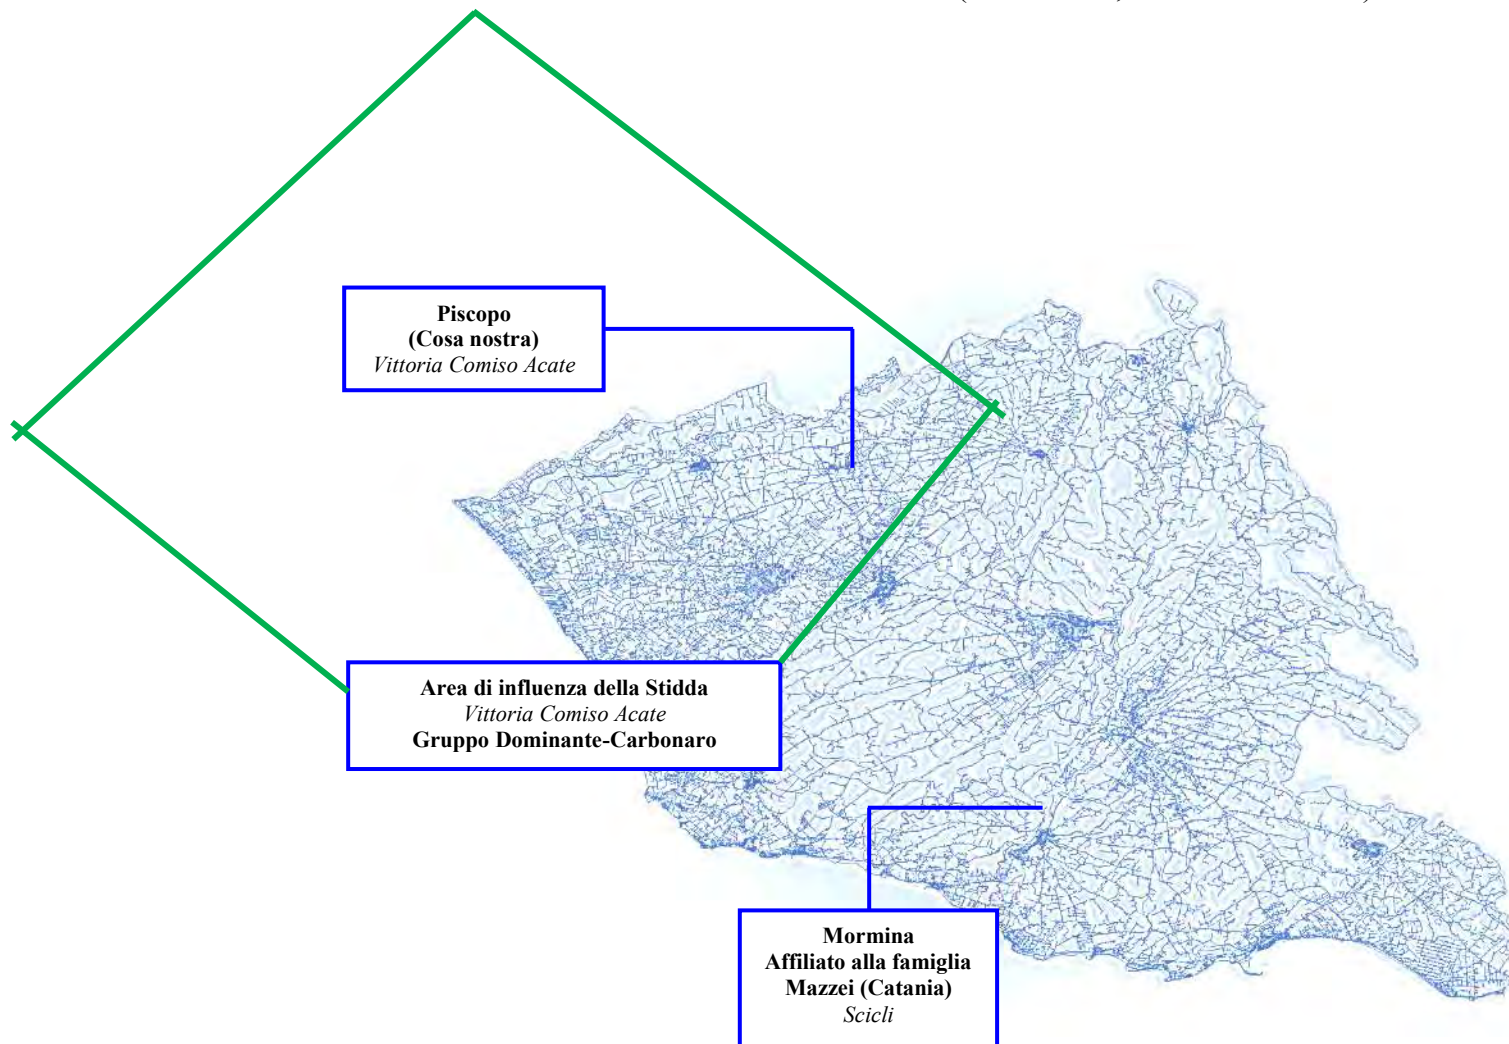 Piscopo
(Cosa nostra)
Vittoria Comiso Acate
Area di influenza della Stidda
Vittoria Comiso Acate
Gruppo Dominante-Carbonaro
Mormina
Affiliato alla famiglia
Mazzei (Catania)
Scicli